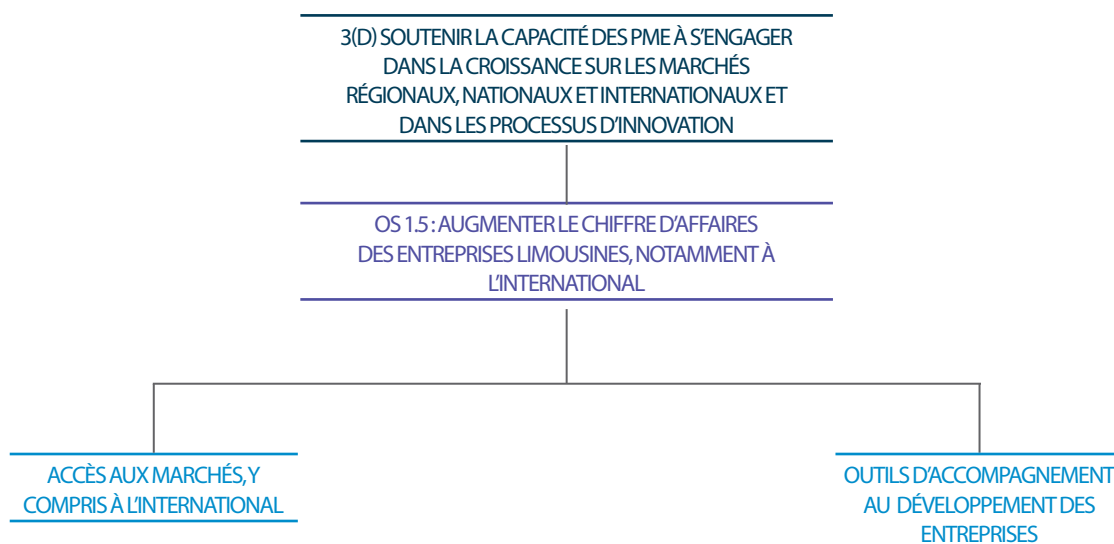 3(D) SOUTENIR LA CAPACITÉ DES PME À S'ENGAGER
DANS LA CROISSANCE SUR LES MARCHÉS
RÉGIONAUX, NATIONAUX ET INTERNATIONAUX ET
DANS LES PROCESSUS D'INNOVATION
OS 1.5 : AUGMENTER LE CHIFFRE D'AFFAIRES
DES ENTREPRISES LIMOUSINES, NOTAMMENT À
L'INTERNATIONAL
ACCÈS AUX MARCHÉS, Y
COMPRIS À L'INTERNATIONAL
OUTILS D'ACCOMPAGNEMENT
AU DÉVELOPPEMENT DES
ENTREPRISES